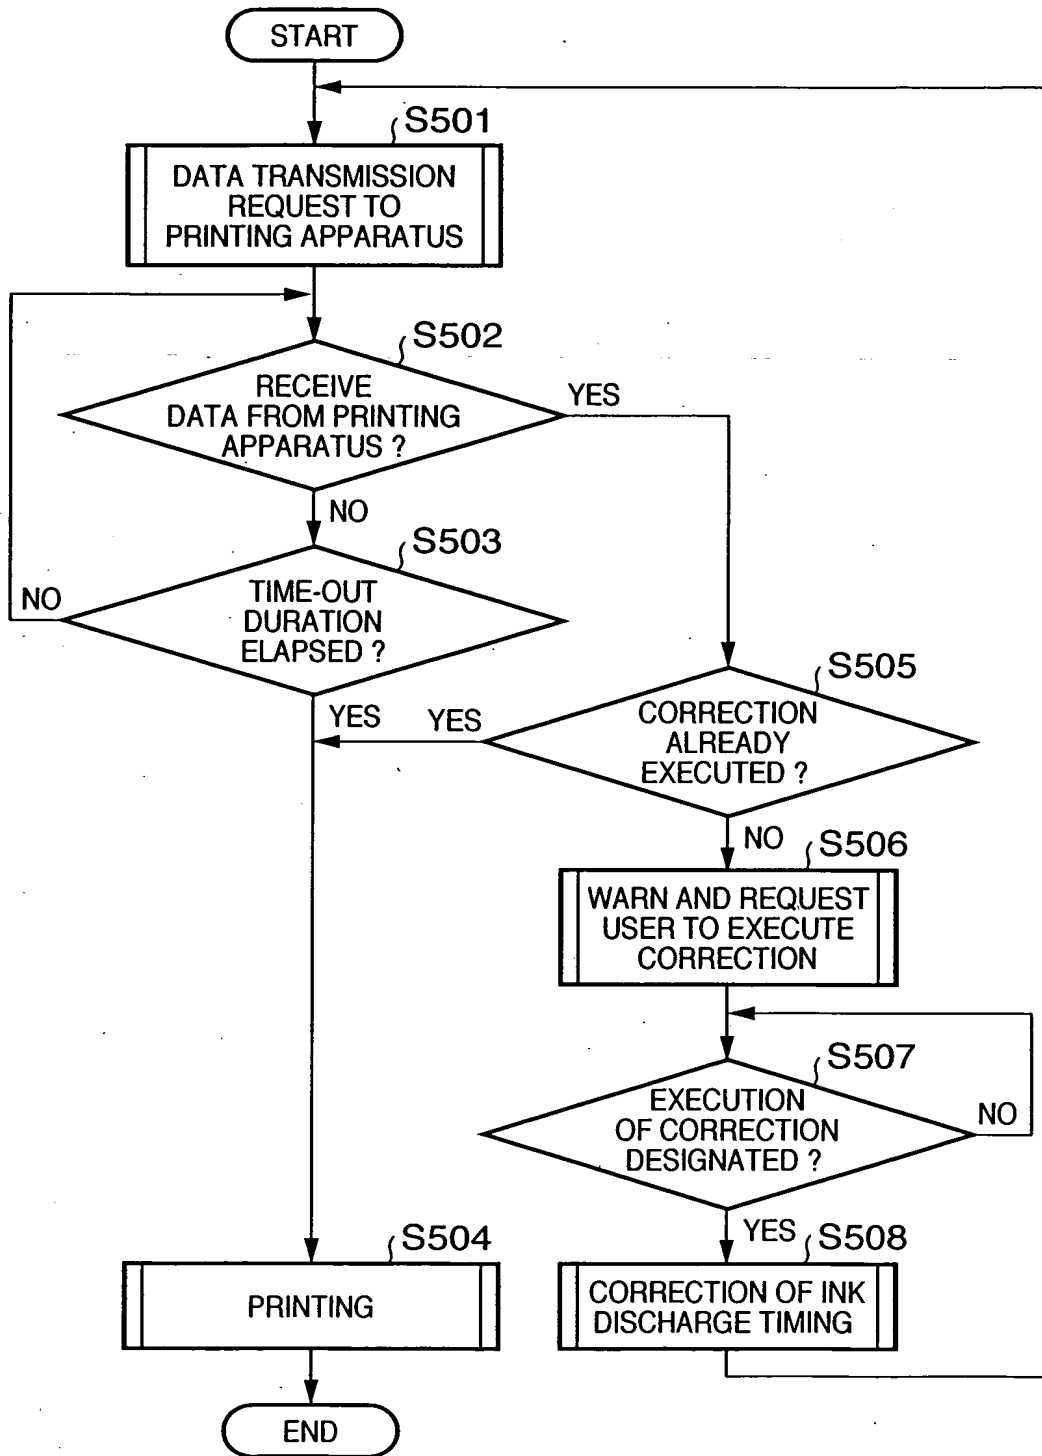 START
S501
DATA TRANSMISSION
REQUEST TO
PRINTING APPARATUS
S502
RECEIVE
DATA FROM PRINTING
APPARATUS ?
YES
NO
S503
TIME-OUT
DURATION
ELAPSED ?
NO
YES
YES
S505
CORRECTION
ALREADY
EXECUTED ?
NO
S506
WARN AND REQUEST
USER TO EXECUTE
CORRECTION
S507
EXECUTION
OF CORRECTION
DESIGNATED ?
NO
YES
S504
PRINTING
S508
CORRECTION OF INK
DISCHARGE TIMING
END